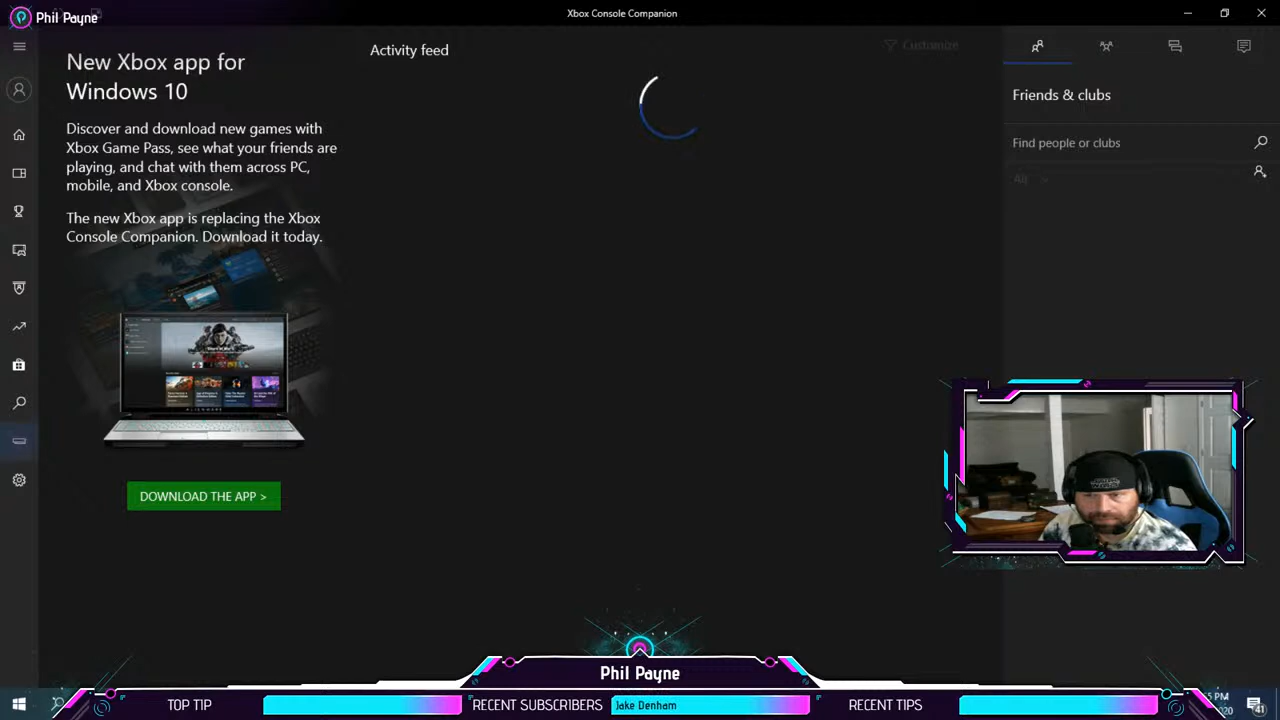 Phil Payne
Xbox Console Companion
New Xbox app for
Windows 10
Discover and download new games with
Xbox Game Pass, see what your friends are
playing, and chat with them across PC,
mobile, and Xbox console.
The new Xbox app is replacing the Xbox
Console Companion. Download it today.
DOWNLOAD THE APP >
Activity feed
Customize
Friends & clubs
Find people or clubs
All
Phil Payne
TOP TIP
RECENT SUBSCRIBERS
Jake Denham
RECENT TIPS